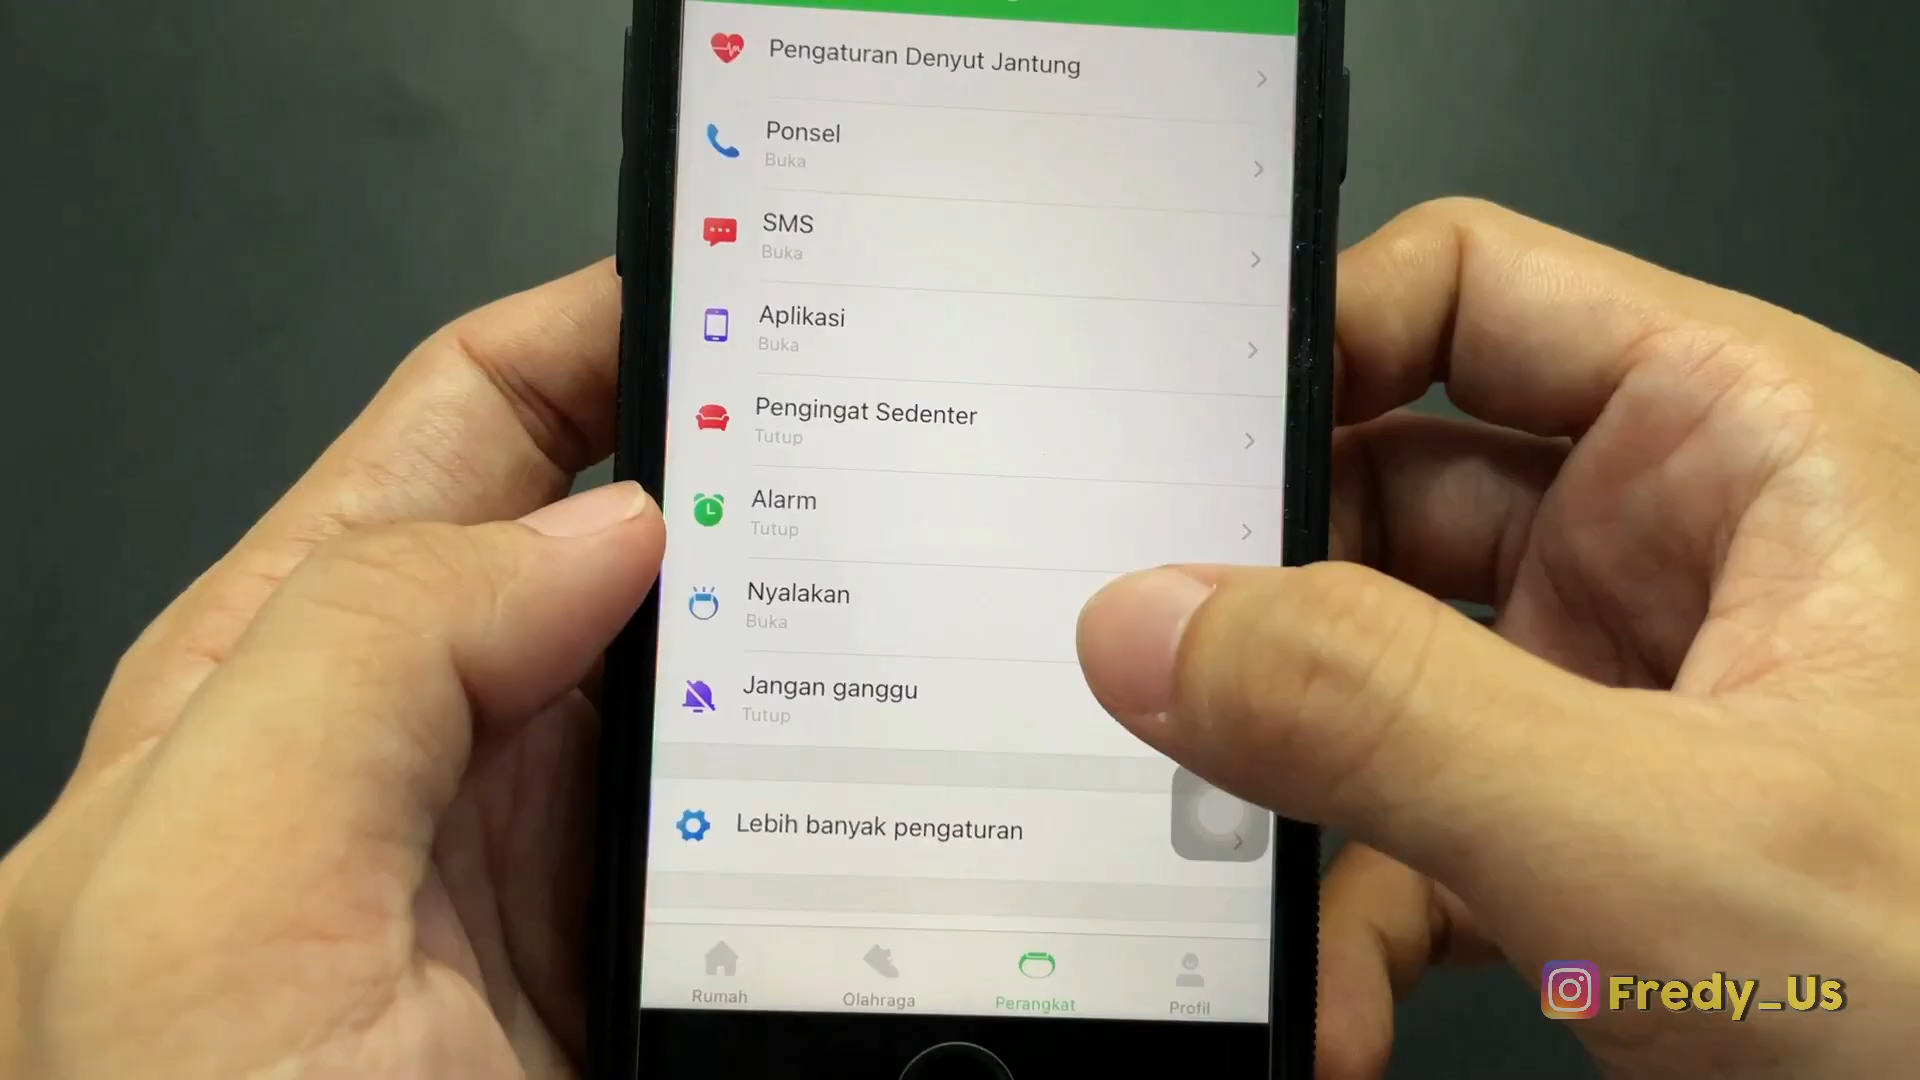 Pengaturan Denyut Jantung
Ponsel
Buka
SMS
Buka
Aplikasi
Buka
Pengingat Sedenter
Tutup
Alarm
Tutup
Nyalakan
Buka
Jangan ganggu
Tutup
Lebih banyak pengaturan
Rumah
Olahraga
Perangkat
Profil
Fredy_Us